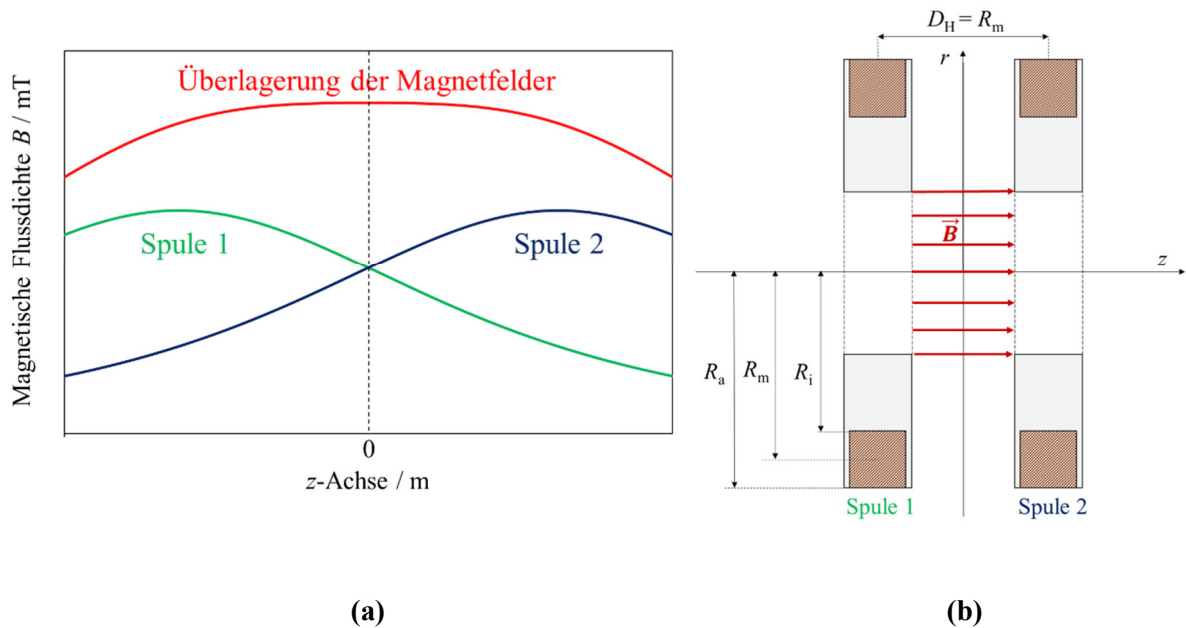 Magnetische Flussdichte B / mT
Überlagerung der Magnetfelder
Spule 1
Spule 2
0
z-Achse / m
(a)
D_H = R_m
r
B⃗
z
R_a
R_m
R_i
Spule 1
Spule 2
(b)